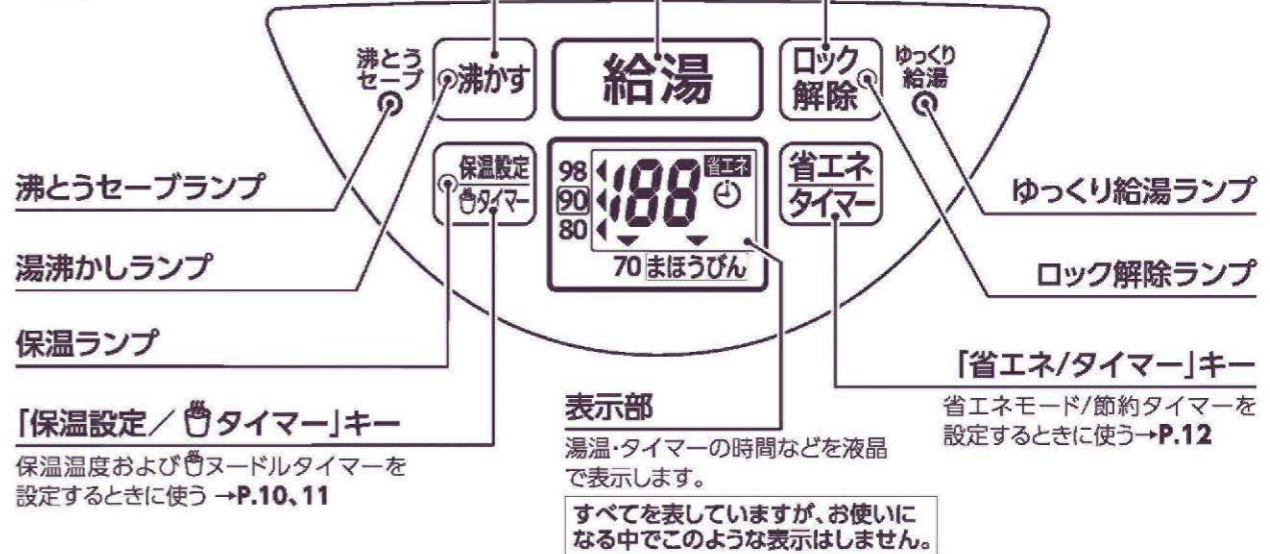 沸とう
セーブ
沸かす
給湯
ロック
解除
ゆっくり
給湯
保温設定
タイマー
98
90
80
188
省エネ
70 まほうびん
省エネ
タイマー
沸とうセーブランプ
湯沸かしランプ
保温ランプ
「保温設定/タイマー」キー
保温温度およびヌードルタイマーを
設定するときに使う →P.10、11
表示部
湯温・タイマーの時間などを液晶
で表示します。
すべてを表していますが、お使いに
なる中でこのような表示はしません。
ゆっくり給湯ランプ
ロック解除ランプ
「省エネ/タイマー」キー
省エネモード/節約タイマーを
設定するときに使う→P.12